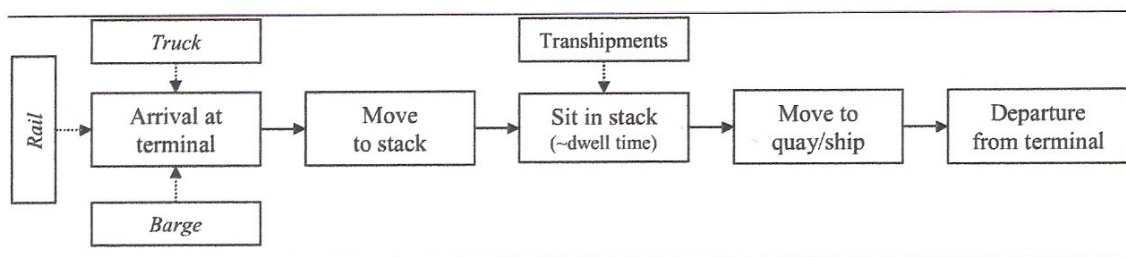 Truck
Transhipments
Rail
Arrival at
terminal
Move
to stack
Sit in stack
(~dwell time)
Move to
quay/ship
Departure
from terminal
Barge